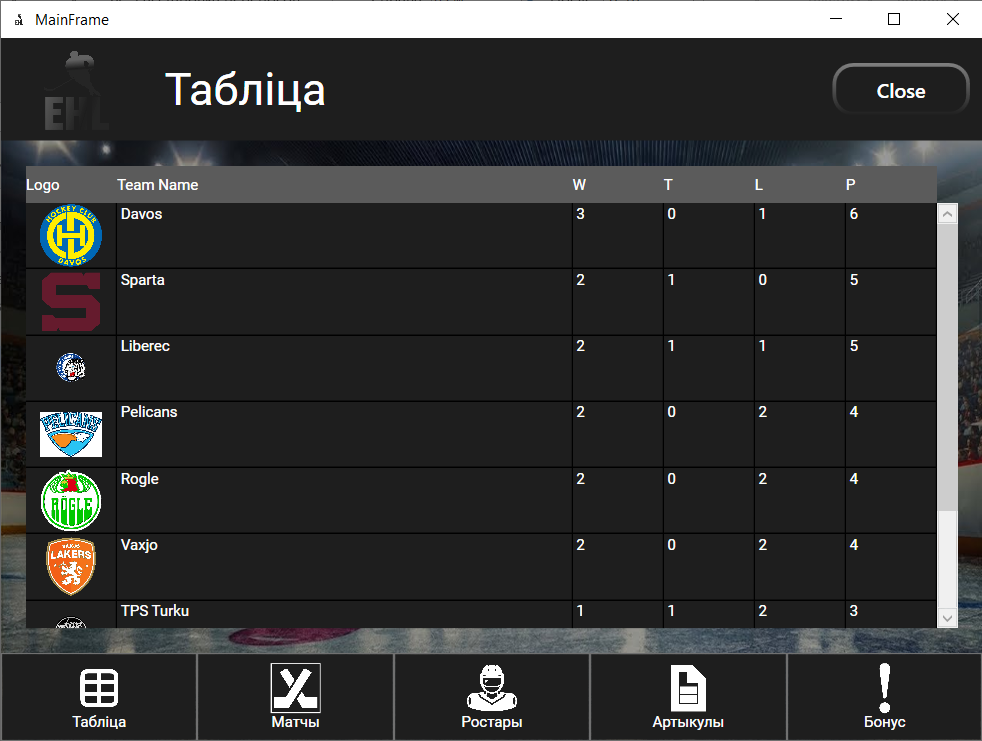 MainFrame
EHL
Табліца
Close
Logo Team Name W T L P
HOCKEY CLUB DAVOS
Davos 3 0 1 6
Sparta 2 1 0 5
Liberec 2 1 1 5
PELICANS
Pelicans 2 0 2 4
RÖGLE
Rogle 2 0 2 4
LAKERS
Vaxjo 2 0 2 4
TPS Turku 1 1 2 3
Табліца Матчы Ростары Артыкулы Бонус